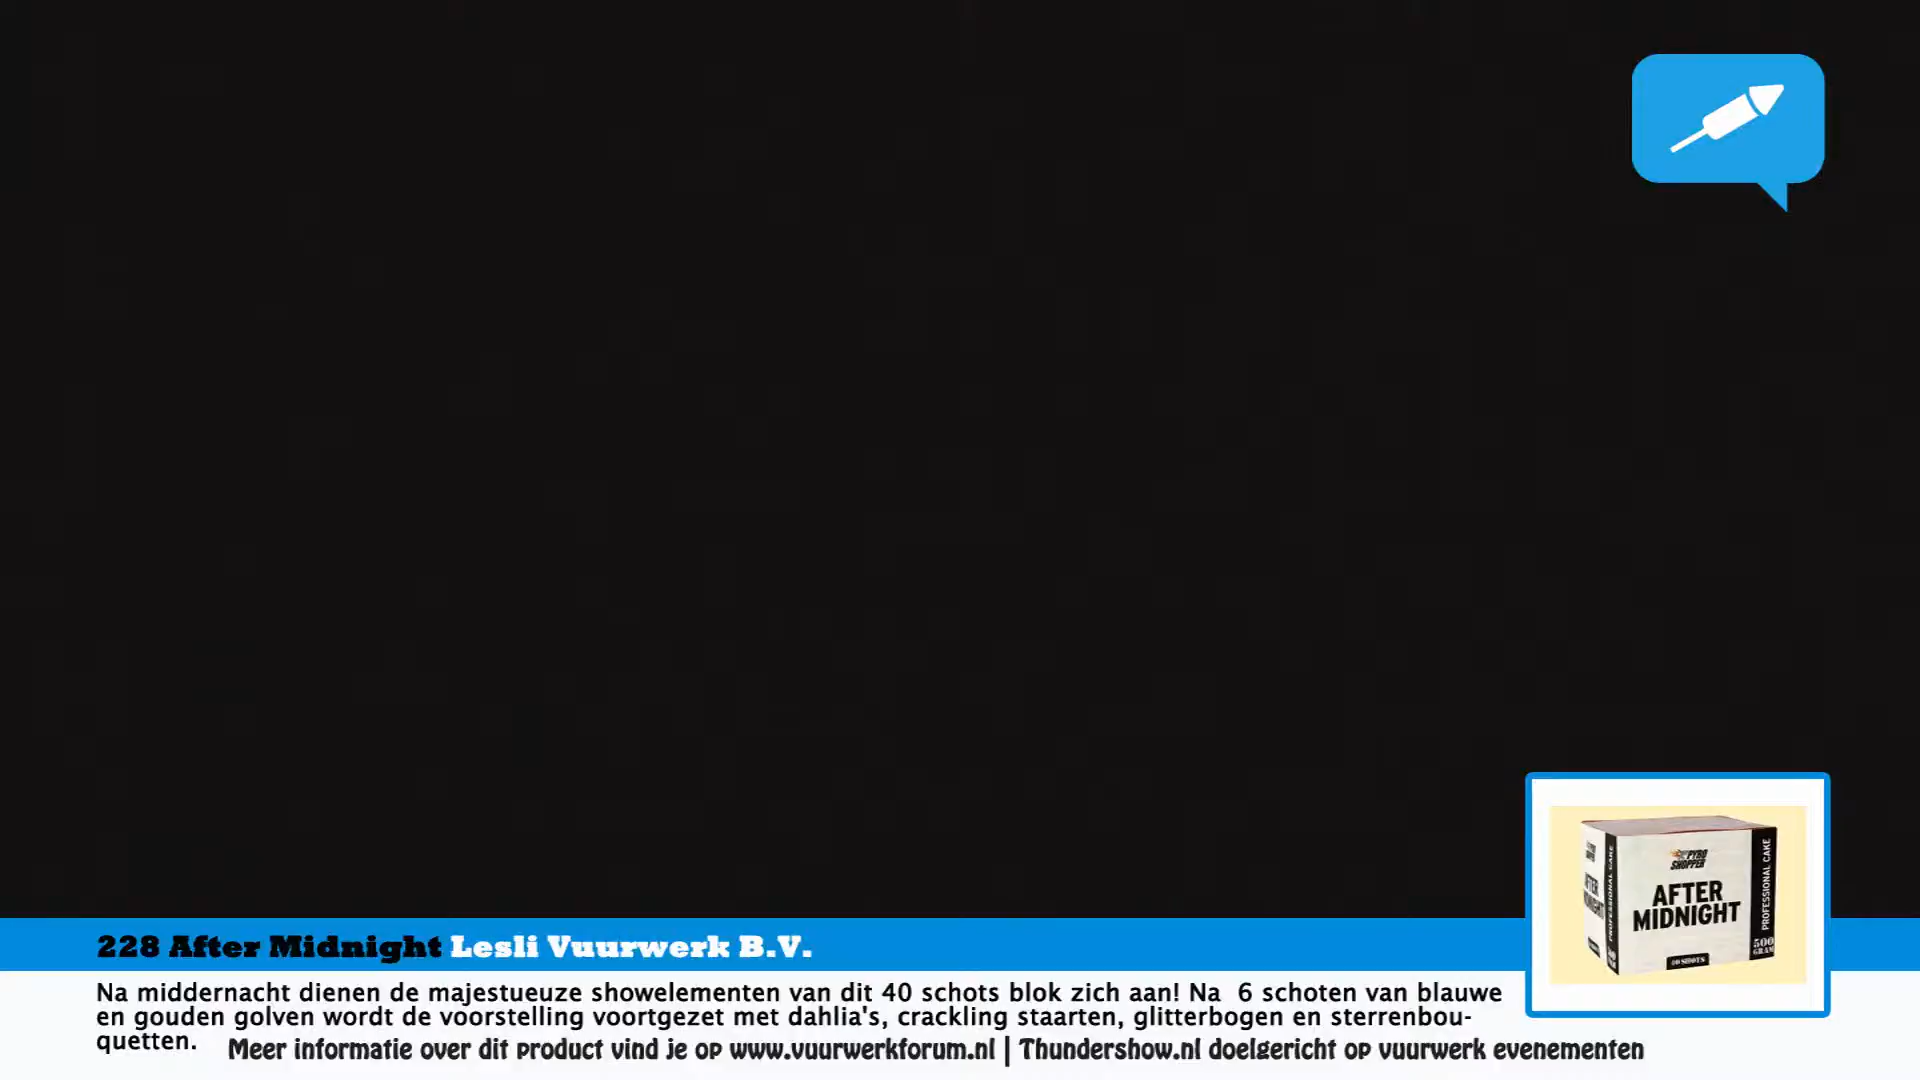 228 After Midnight Lesli Vuurwerk B.V.
Na middernacht dienen de majestueuze showelementen van dit 40 schots blok zich aan! Na  6 schoten van blauwe
en gouden golven wordt de voorstelling voortgezet met dahlia's, crackling staarten, glitterbogen en sterrenbou-
quetten.
Meer informatie over dit product vind je op www.vuurwerkforum.nl | Thundershow.nl doelgericht op vuurwerk evenementen
PYRO
SHOPPER
AFTER
MIDNIGHT
40 SHOTS
PROFESSIONAL CAKE
500
GRAM
PROFESSIONAL CAKE